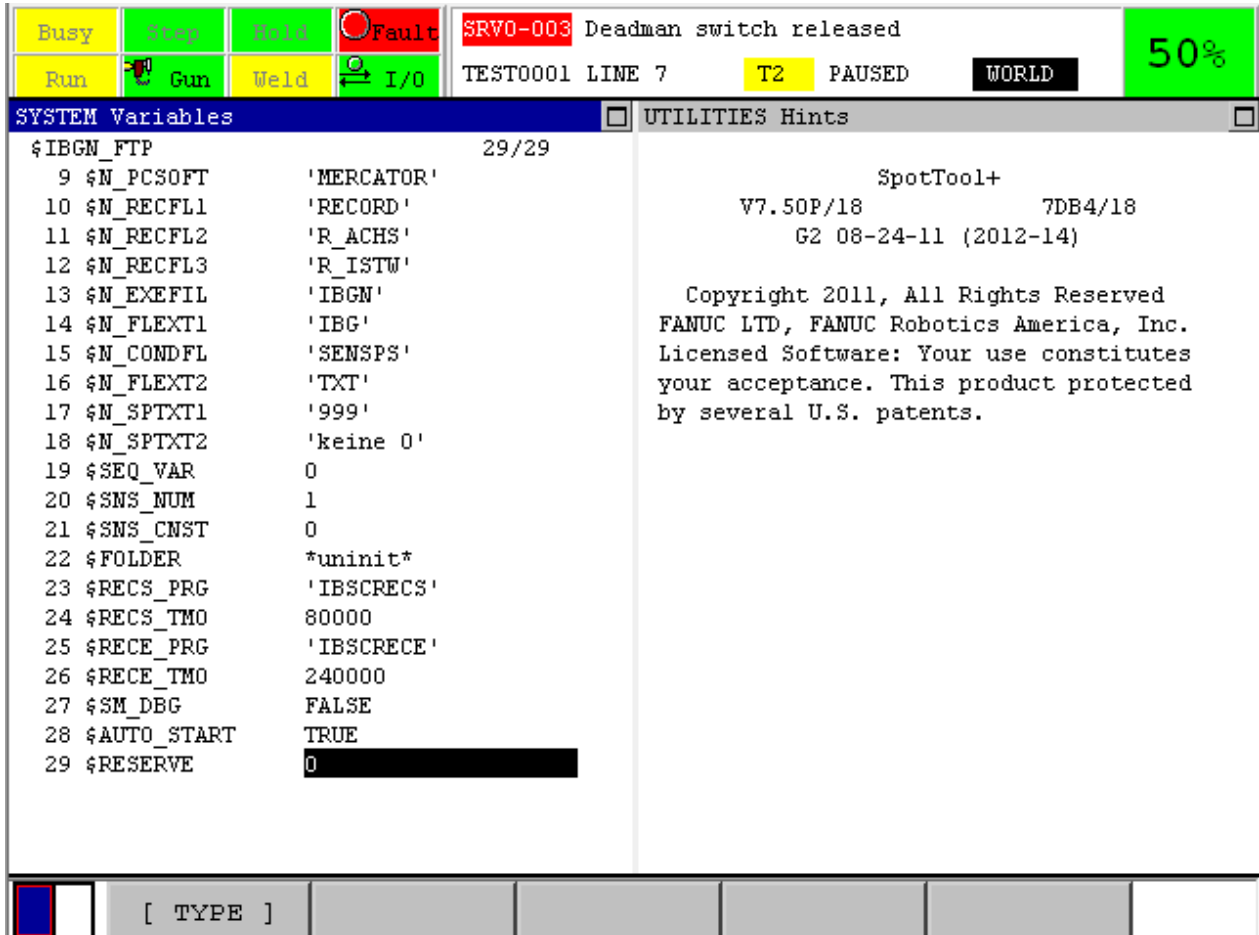 Busy Step Hold Fault SRVO-003 Deadman switch released
Run Gun Weld I/O TEST0001 LINE 7 T2 PAUSED WORLD 50%
SYSTEM Variables
$IBGN_FTP 29/29
9 $N_PCSOFT 'MERCATOR'
10 $N_RECFL1 'RECORD'
11 $N_RECFL2 'R_ACHS'
12 $N_RECFL3 'R_ISTW'
13 $N_EXEFIL 'IBGN'
14 $N_FLEXT1 'IBG'
15 $N_CONDFL 'SENSPS'
16 $N_FLEXT2 'TXT'
17 $N_SPTXT1 '999'
18 $N_SPTXT2 'keine 0'
19 $SEQ_VAR 0
20 $SNS_NUM 1
21 $SNS_CNST 0
22 $FOLDER *uninit*
23 $RECS_PRG 'IBSCRECS'
24 $RECS_TMO 80000
25 $RECE_PRG 'IBSCRECE'
26 $RECE_TMO 240000
27 $SM_DBG FALSE
28 $AUTO_START TRUE
29 $RESERVE 0
UTILITIES Hints
SpotTool+
V7.50P/18 7DB4/18
G2 08-24-11 (2012-14)
Copyright 2011, All Rights Reserved
FANUC LTD, FANUC Robotics America, Inc.
Licensed Software: Your use constitutes
your acceptance. This product protected
by several U.S. patents.
[ TYPE ]